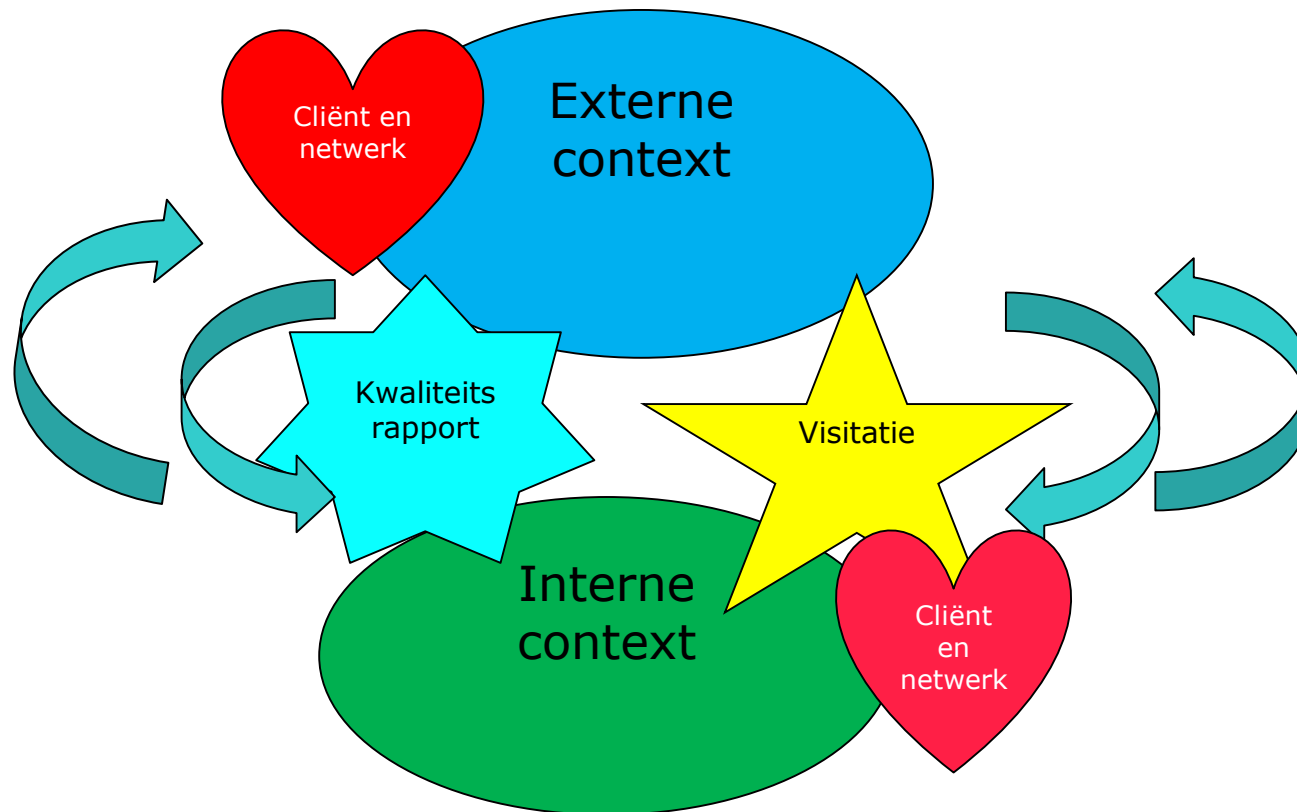 Cliënt en
netwerk
Externe
context
Kwaliteits
rapport
Visitatie
Interne
context
Cliënt
en
netwerk